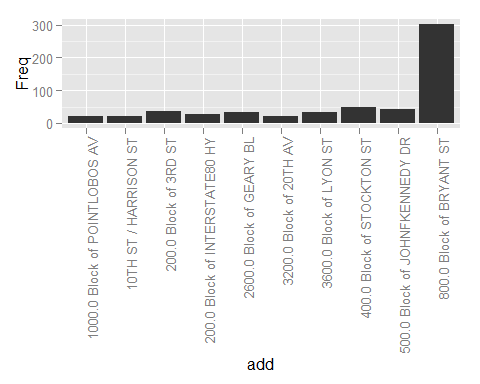 Freq
300
200
100
0
1000.0 Block of POINTLOBOS AV
10TH ST / HARRISON ST
200.0 Block of 3RD ST
200.0 Block of INTERSTATE80 HY
2600.0 Block of GEARY BL
3200.0 Block of 20TH AV
3600.0 Block of LYON ST
400.0 Block of STOCKTON ST
500.0 Block of JOHNFKENNEDY DR
800.0 Block of BRYANT ST
add